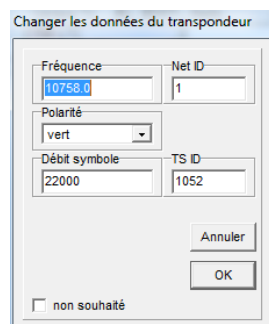 Changer les données du transpondeur
Fréquence Net ID
10758.0 1
Polarité
vert
Débit symbole TS ID
22000 1052
Annuler
OK
non souhaité